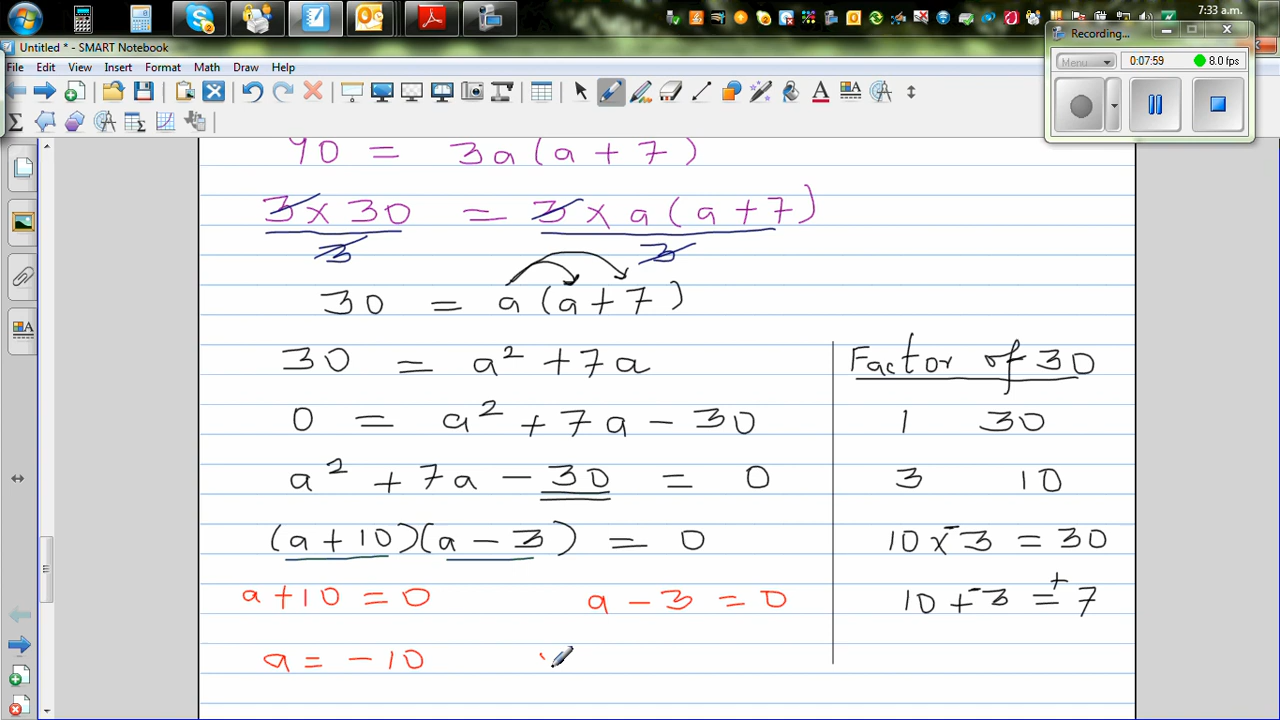 7:33 a.m.
Untitled * - SMART Notebook
Recording...
File Edit View Insert Format Math Draw Help
Menu 0:07:59 8.0 fps
90 = 3a(a + 7)
3 × 30 = 3 × a(a + 7)
3 3
30 = a(a + 7)
30 = a² + 7a
Factor of 30
0 = a² + 7a - 30
1 30
a² + 7a - 30 = 0
3 10
(a + 10)(a - 3) = 0
10 × -3 = 30
a + 10 = 0 a - 3 = 0
10 + -3 = +7
a = -10